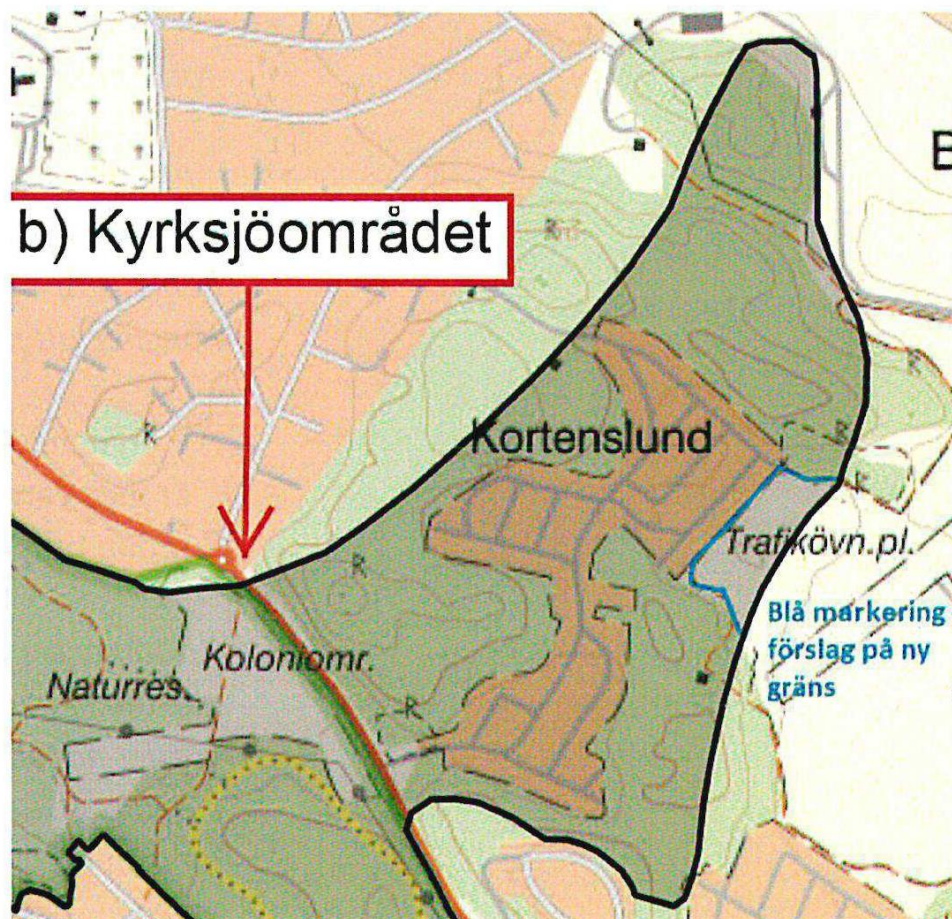 B
b) Kyrksjöområdet
R
R
Kortenslund
R
R
R
Trafikövn.pl.
R
Blå markering
förslag på ny
gräns
Koloniomr.
Naturres.
R